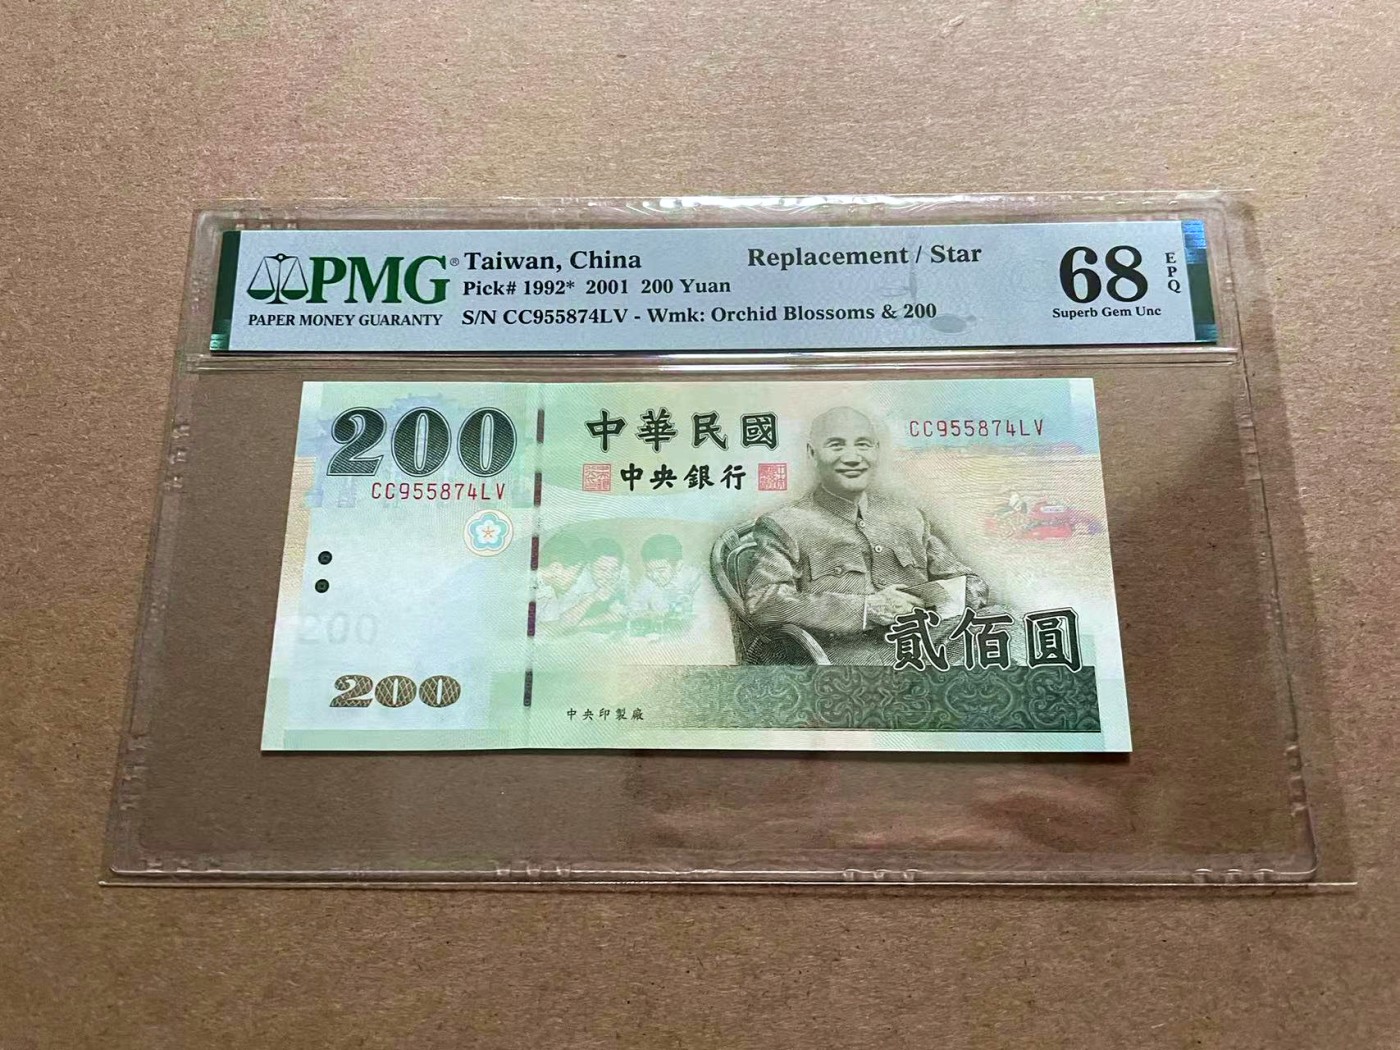 PMG®
PAPER MONEY GUARANTY
Taiwan, China
Replacement / Star
Pick# 1992* 2001 200 Yuan
S/N CC955874LV - Wmk: Orchid Blossoms & 200
68
EPQ
Superb Gem Unc
200
CC955874LV
中華民國
中央銀行
CC955874LV
200
200
貳佰圓
中央印製廠